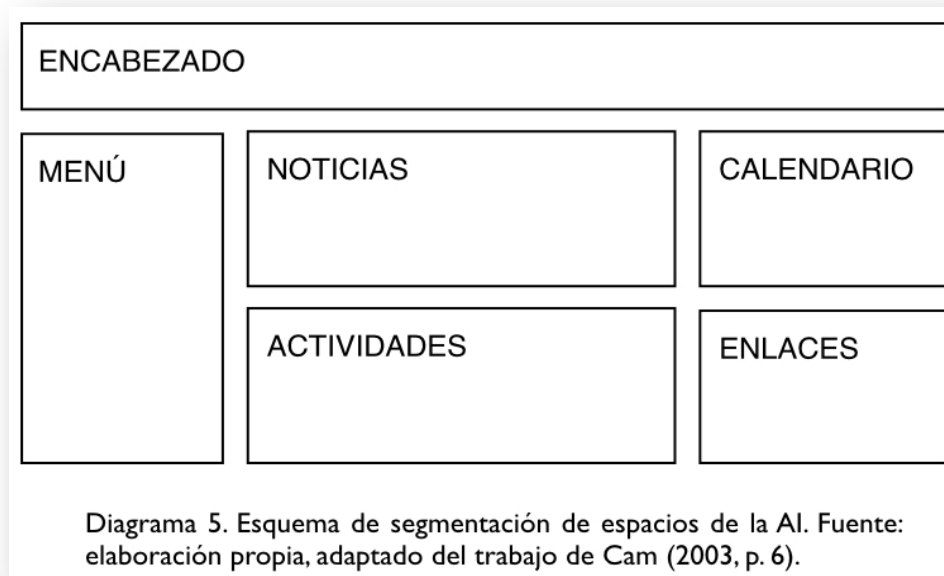 ENCABEZADO
MENÚ
NOTICIAS
CALENDARIO
ACTIVIDADES
ENLACES
Diagrama 5. Esquema de segmentación de espacios de la AI. Fuente:
elaboración propia, adaptado del trabajo de Cam (2003, p. 6).